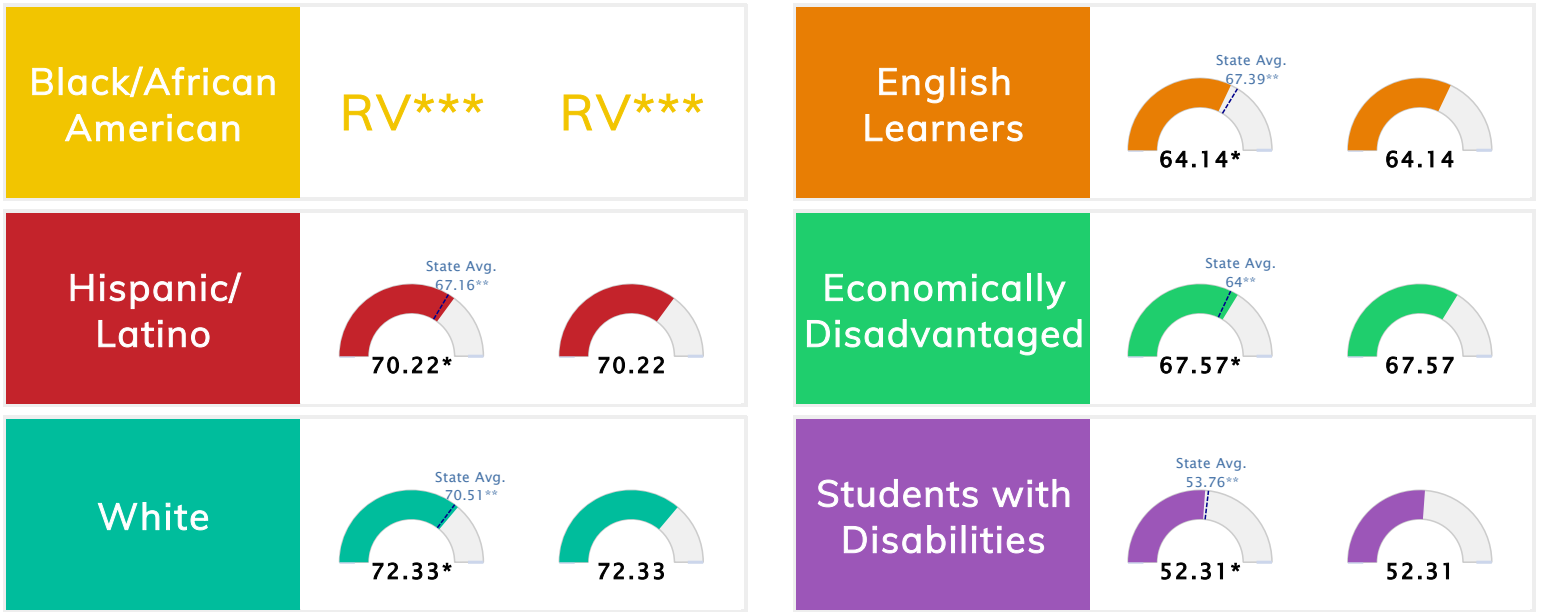 Black/African
American
RV*** RV***
English
Learners
State Avg.
67.39**
64.14* 64.14
Hispanic/
Latino
State Avg.
67.16**
70.22* 70.22
Economically
Disadvantaged
State Avg.
64**
67.57* 67.57
White
State Avg.
70.51**
72.33* 72.33
Students with
Disabilities
State Avg.
53.76**
52.31* 52.31